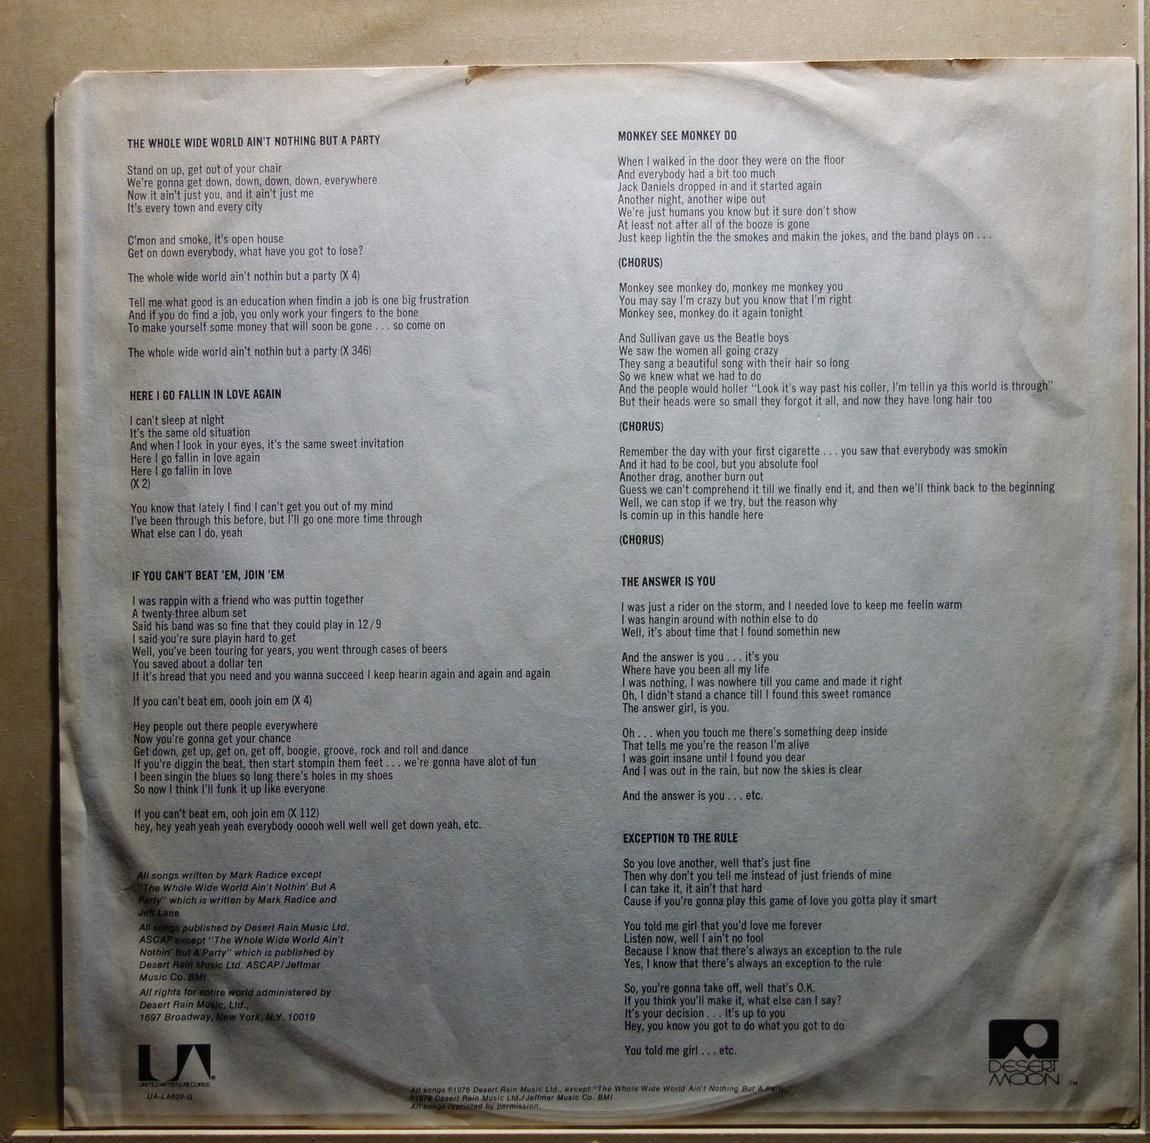 THE WHOLE WIDE WORLD AIN'T NOTHING BUT A PARTY
Stand on up, get out of your chair
We're gonna get down, down, down, down, everywhere
Now it ain't just you, and it ain't just me
It's every town and every city
C'mon and smoke, it's open house
Get on down everybody, what have you got to lose?
The whole wide world ain't nothin but a party (X 4)
Tell me what good is an education when findin a job is one big frustration
And if you do find a job, you only work your fingers to the bone
To make yourself some money that will soon be gone . . . so come on
The whole wide world ain't nothin but a party (X 346)
HERE I GO FALLIN IN LOVE AGAIN
I can't sleep at night
It's the same old situation
And when I look in your eyes, it's the same sweet invitation
Here I go fallin in love again
Here I go fallin in love
(X 2)
You know that lately I find I can't get you out of my mind
I've been through this before, but I'll go one more time through
What else can I do, yeah
IF YOU CAN'T BEAT 'EM, JOIN 'EM
I was rappin with a friend who was puttin together
A twenty-three album set
Said his band was so fine that they could play in 12/9
I said you're sure playin hard to get
Well, you've been touring for years, you went through cases of beers
You saved about a dollar ten
If it's bread that you need and you wanna succeed I keep hearin again and again and again
If you can't beat em, oooh join em (X 4)
Hey people out there people everywhere
Now you're gonna get your chance
Get down, get up, get on, get off, boogie, groove, rock and roll and dance
If you're diggin the beat, then start stompin them feet . . . we're gonna have alot of fun
I been singin the blues so long there's holes in my shoes
So now I think I'll funk it up like everyone
If you can't beat em, ooh join em (X 112)
hey, hey yeah yeah yeah everybody ooooh well well well get down yeah, etc.
All songs written by Mark Radice except
"The Whole Wide World Ain't Nothin' But A
Party" which is written by Mark Radice and
Jeff Lane
All songs published by Desert Rain Music Ltd.
ASCAP except "The Whole Wide World Ain't
Nothin' But A Party" which is published by
Desert Rain Music Ltd. ASCAP/Jeffmar
Music Co. BMI
All rights for entire world administered by
Desert Rain Music, Ltd.,
1697 Broadway, New York, N.Y. 10019
UA
UNITED ARTISTS RECORDS
UA-LA629-G
MONKEY SEE MONKEY DO
When I walked in the door they were on the floor
And everybody had a bit too much
Jack Daniels dropped in and it started again
Another night, another wipe out
We're just humans you know but it sure don't show
At least not after all of the booze is gone
Just keep lightin the the smokes and makin the jokes, and the band plays on . . .
(CHORUS)
Monkey see monkey do, monkey me monkey you
You may say I'm crazy but you know that I'm right
Monkey see, monkey do it again tonight
And Sullivan gave us the Beatle boys
We saw the women all going crazy
They sang a beautiful song with their hair so long
So we knew what we had to do
And the people would holler "Look it's way past his coller, I'm tellin ya this world is through"
But their heads were so small they forgot it all, and now they have long hair too
(CHORUS)
Remember the day with your first cigarette . . . you saw that everybody was smokin
And it had to be cool, but you absolute fool
Another drag, another burn out
Guess we can't comprehend it till we finally end it, and then we'll think back to the beginning
Well, we can stop if we try, but the reason why
Is comin up in this handle here
(CHORUS)
THE ANSWER IS YOU
I was just a rider on the storm, and I needed love to keep me feelin warm
I was hangin around with nothin else to do
Well, it's about time that I found somethin new
And the answer is you . . . it's you
Where have you been all my life
I was nothing, I was nowhere till you came and made it right
Oh, I didn't stand a chance till I found this sweet romance
The answer girl, is you.
Oh . . . when you touch me there's something deep inside
That tells me you're the reason I'm alive
I was goin insane until I found you dear
And I was out in the rain, but now the skies is clear
And the answer is you . . . etc.
EXCEPTION TO THE RULE
So you love another, well that's just fine
Then why don't you tell me instead of just friends of mine
I can take it, it ain't that hard
Cause if you're gonna play this game of love you gotta play it smart
You told me girl that you'd love me forever
Listen now, well I ain't no fool
Because I know that there's always an exception to the rule
Yes, I know that there's always an exception to the rule
So, you're gonna take off, well that's O.K.
If you think you'll make it, what else can I say?
It's your decision . . . it's up to you
Hey, you know you got to do what you got to do
You told me girl . . . etc.
DESERT
MOON TM
All songs ©1976 Desert Rain Music Ltd., except "The Whole Wide World Ain't Nothing But A Party,"
©1976 Desert Rain Music Ltd./Jeffmar Music Co. BMI
All songs reprinted by permission.